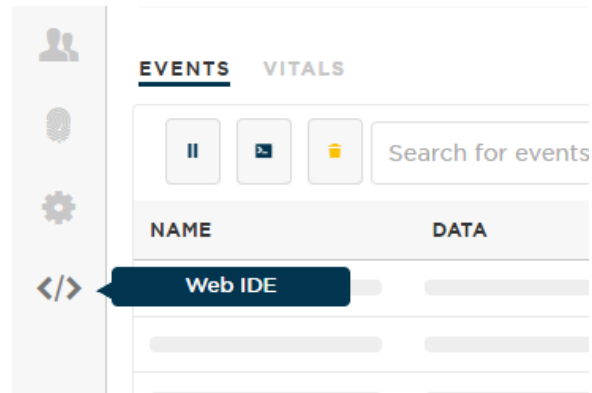 EVENTS VITALS
Search for events
NAME DATA
Web IDE